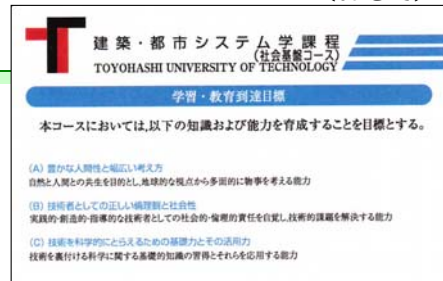 建築・都市システム学課程
(社会基盤コース)
TOYOHASHI UNIVERSITY OF TECHNOLOGY
学習・教育到達目標
本コースにおいては、以下の知識および能力を育成することを目標とする。
(A) 豊かな人間性と幅広い考え方
自然と人間との共生を目的とし、地球的な視点から多面的に物事を考える能力
(B) 技術者としての正しい倫理観と社会性
実践的・創造的・指導的な技術者としての社会的・倫理的責任を自覚し、技術的課題を解決する能力
(C) 技術を科学的にとらえるための基礎力とその活用力
技術を裏付ける科学に関する基礎的知識の習得とそれらを応用する能力